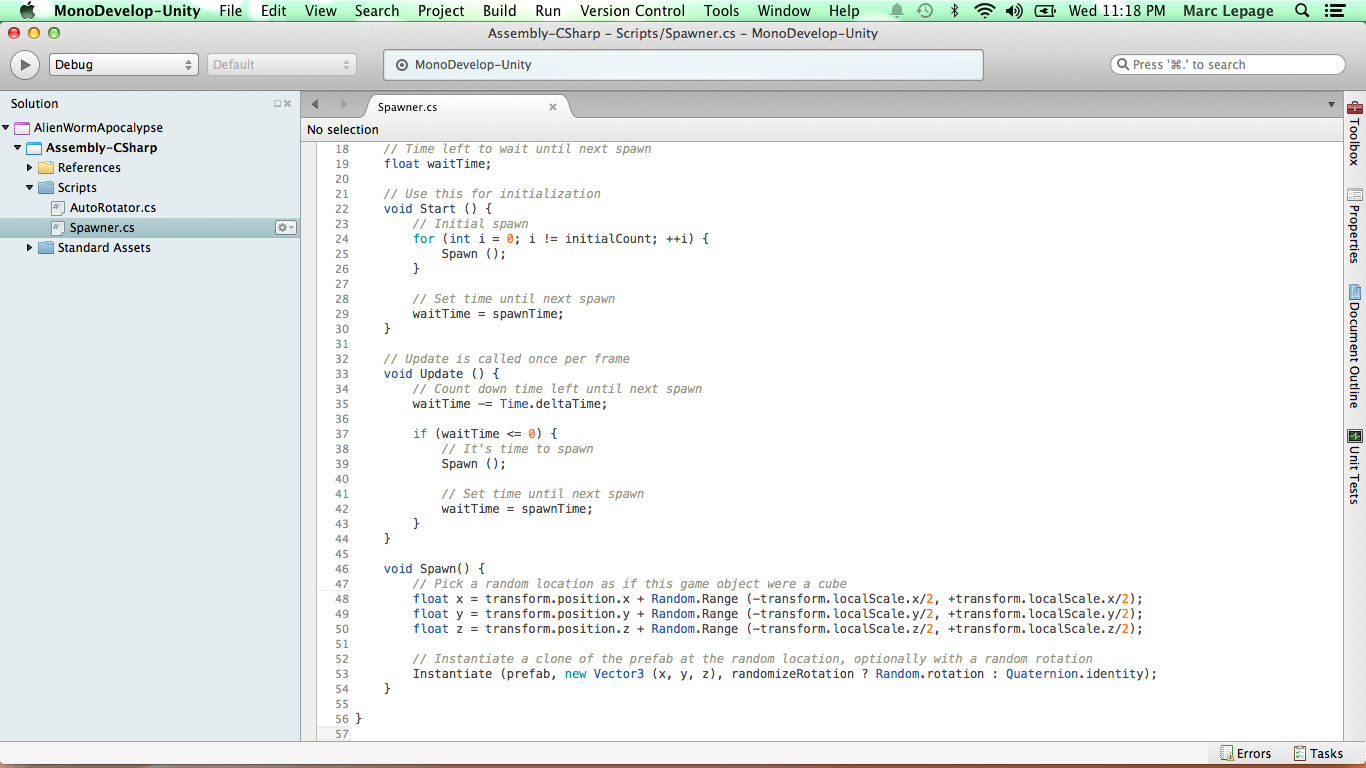 MonoDevelop-Unity File Edit View Search Project Build Run Version Control Tools Window Help Wed 11:18 PM Marc Lepage
Assembly-CSharp – Scripts/Spawner.cs – MonoDevelop-Unity
Debug Default MonoDevelop-Unity Press '⌘.' to search
Solution
AlienWormApocalypse
Assembly-CSharp
References
Scripts
AutoRotator.cs
Spawner.cs
Standard Assets
Spawner.cs
No selection
18 // Time left to wait until next spawn
19 float waitTime;
20
21 // Use this for initialization
22 void Start () {
23 // Initial spawn
24 for (int i = 0; i != initialCount; ++i) {
25 Spawn ();
26 }
27
28 // Set time until next spawn
29 waitTime = spawnTime;
30 }
31
32 // Update is called once per frame
33 void Update () {
34 // Count down time left until next spawn
35 waitTime -= Time.deltaTime;
36
37 if (waitTime <= 0) {
38 // It's time to spawn
39 Spawn ();
40
41 // Set time until next spawn
42 waitTime = spawnTime;
43 }
44 }
45
46 void Spawn() {
47 // Pick a random location as if this game object were a cube
48 float x = transform.position.x + Random.Range (-transform.localScale.x/2, +transform.localScale.x/2);
49 float y = transform.position.y + Random.Range (-transform.localScale.y/2, +transform.localScale.y/2);
50 float z = transform.position.z + Random.Range (-transform.localScale.z/2, +transform.localScale.z/2);
51
52 // Instantiate a clone of the prefab at the random location, optionally with a random rotation
53 Instantiate (prefab, new Vector3 (x, y, z), randomizeRotation ? Random.rotation : Quaternion.identity);
54 }
55
56 }
57
Toolbox
Properties
Document Outline
Unit Tests
Errors Tasks